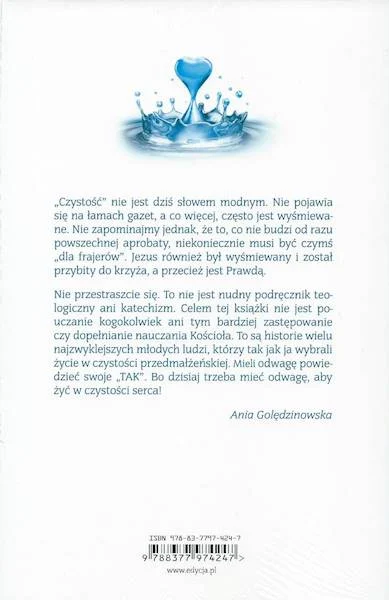 „Czystość” nie jest dziś słowem modnym. Nie pojawia
się na łamach gazet, a co więcej, często jest wyśmiewa-
ne. Nie zapominajmy jednak, że to, co nie budzi od razu
powszechnej aprobaty, niekoniecznie musi być czymś
„dla frajerów”. Jezus również był wyśmiewany i został
przybity do krzyża, a przecież jest Prawdą.
Nie przestraszcie się. To nie jest nudny podręcznik teo-
logiczny ani katechizm. Celem tej książki nie jest po-
uczanie kogokolwiek ani tym bardziej zastępowanie
czy dopełnianie nauczania Kościoła. To są historie wielu
najzwyklejszych młodych ludzi, którzy tak jak ja wybrali
życie w czystości przedmałżeńskiej. Mieli odwagę powie-
dzieć swoje „TAK”. Bo dzisiaj trzeba mieć odwagę, aby
żyć w czystości serca!
Ania Golędzinowska
ISBN 978-83-7797-424-7
9 788377 974247 >
www.edycja.pl